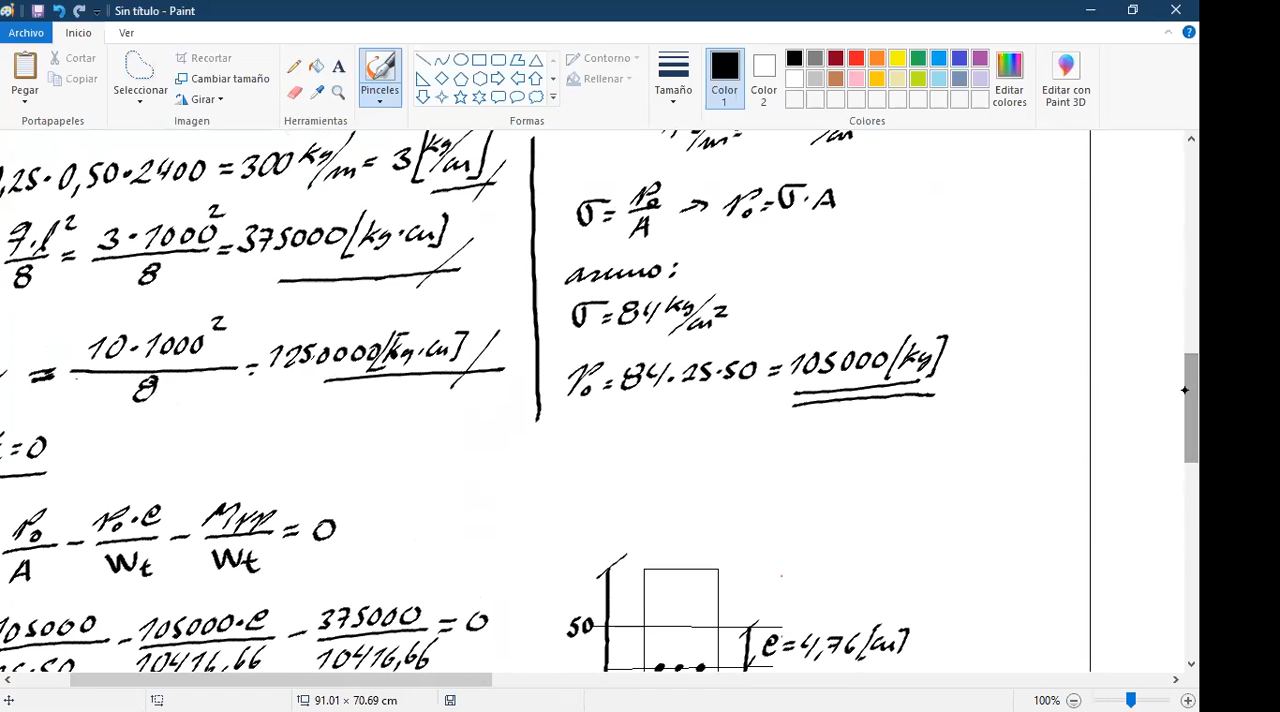 Sin título - Paint
Archivo Inicio Ver
Pegar
Cortar
Copiar
Portapapeles
Seleccionar
Recortar
Cambiar tamaño
Girar
Imagen
Pinceles
Herramientas
Contorno
Rellenar
Formas
Tamaño
Color 1
Color 2
Editar colores
Editar con Paint 3D
Colores
,25·0,50·2400 = 300 kg/m = 3 [kg/cm]
q·l²/8 = 3·1000²/8 = 375000 [kg·cm]
= 10·1000²/8 = 1250000 [kg·cm]
t=0
P₀/A - P₀·e/Wt - Mpp/Wt = 0
105000 - 105000·e/10416,66 - 375000/10416,66 = 0
σ = P₀/A → P₀ = σ·A
asumo:
σ = 84 kg/cm²
P₀ = 84·25·50 = 105000 [kg]
50
e = 4,76 [cm]
91.01 × 70.69 cm
100%